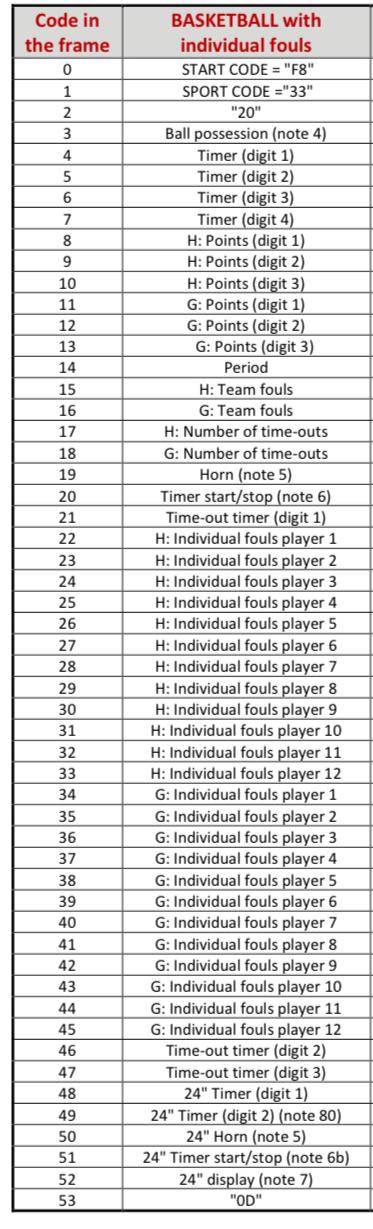 Code in the frame BASKETBALL with individual fouls
0 START CODE = "F8"
1 SPORT CODE ="33"
2 "20"
3 Ball possession (note 4)
4 Timer (digit 1)
5 Timer (digit 2)
6 Timer (digit 3)
7 Timer (digit 4)
8 H: Points (digit 1)
9 H: Points (digit 2)
10 H: Points (digit 3)
11 G: Points (digit 1)
12 G: Points (digit 2)
13 G: Points (digit 3)
14 Period
15 H: Team fouls
16 G: Team fouls
17 H: Number of time-outs
18 G: Number of time-outs
19 Horn (note 5)
20 Timer start/stop (note 6)
21 Time-out timer (digit 1)
22 H: Individual fouls player 1
23 H: Individual fouls player 2
24 H: Individual fouls player 3
25 H: Individual fouls player 4
26 H: Individual fouls player 5
27 H: Individual fouls player 6
28 H: Individual fouls player 7
29 H: Individual fouls player 8
30 H: Individual fouls player 9
31 H: Individual fouls player 10
32 H: Individual fouls player 11
33 H: Individual fouls player 12
34 G: Individual fouls player 1
35 G: Individual fouls player 2
36 G: Individual fouls player 3
37 G: Individual fouls player 4
38 G: Individual fouls player 5
39 G: Individual fouls player 6
40 G: Individual fouls player 7
41 G: Individual fouls player 8
42 G: Individual fouls player 9
43 G: Individual fouls player 10
44 G: Individual fouls player 11
45 G: Individual fouls player 12
46 Time-out timer (digit 2)
47 Time-out timer (digit 3)
48 24" Timer (digit 1)
49 24" Timer (digit 2) (note 80)
50 24" Horn (note 5)
51 24" Timer start/stop (note 6b)
52 24" display (note 7)
53 "0D"